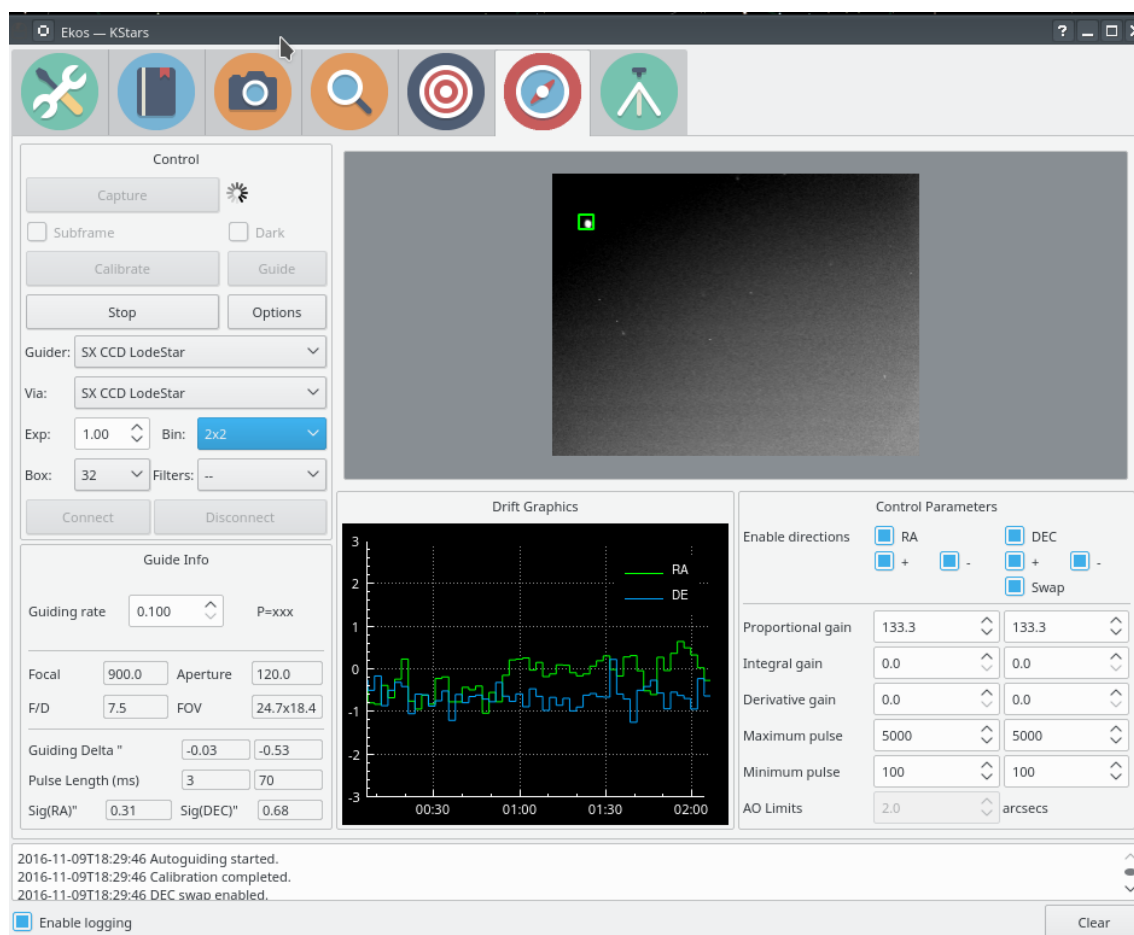 Ekos — KStars
Control
Capture
Subframe Dark
Calibrate Guide
Stop Options
Guider: SX CCD LodeStar
Via: SX CCD LodeStar
Exp: 1.00 Bin: 2x2
Box: 32 Filters: --
Connect Disconnect
Guide Info
Guiding rate 0.100 P=xxx
Focal 900.0 Aperture 120.0
F/D 7.5 FOV 24.7x18.4
Guiding Delta " -0.03 -0.53
Pulse Length (ms) 3 70
Sig(RA)" 0.31 Sig(DEC)" 0.68
Drift Graphics
3
2
1
0
-1
-2
-3
RA
DE
00:30 01:00 01:30 02:00
Control Parameters
Enable directions RA DEC
+ - + -
Swap
Proportional gain 133.3 133.3
Integral gain 0.0 0.0
Derivative gain 0.0 0.0
Maximum pulse 5000 5000
Minimum pulse 100 100
AO Limits 2.0 arcsecs
2016-11-09T18:29:46 Autoguiding started.
2016-11-09T18:29:46 Calibration completed.
2016-11-09T18:29:46 DEC swap enabled.
Enable logging
Clear